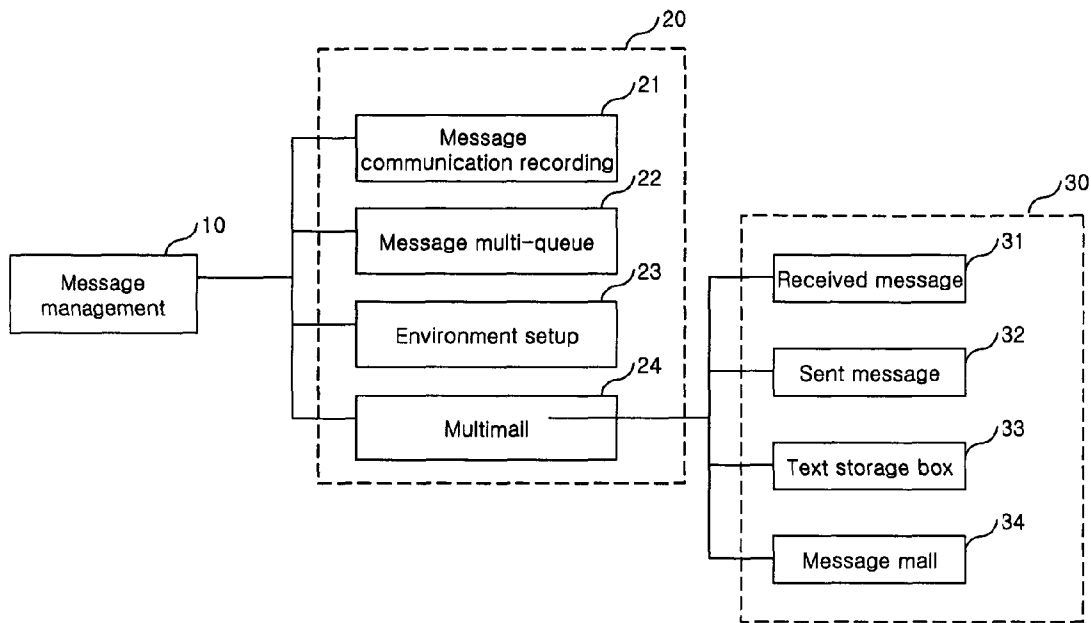 20
21
Message
communication recording
22
Message multi-queue
10
Message
management
23
Environment setup
24
Multimail
30
31
Received message
32
Sent message
33
Text storage box
34
Message mall